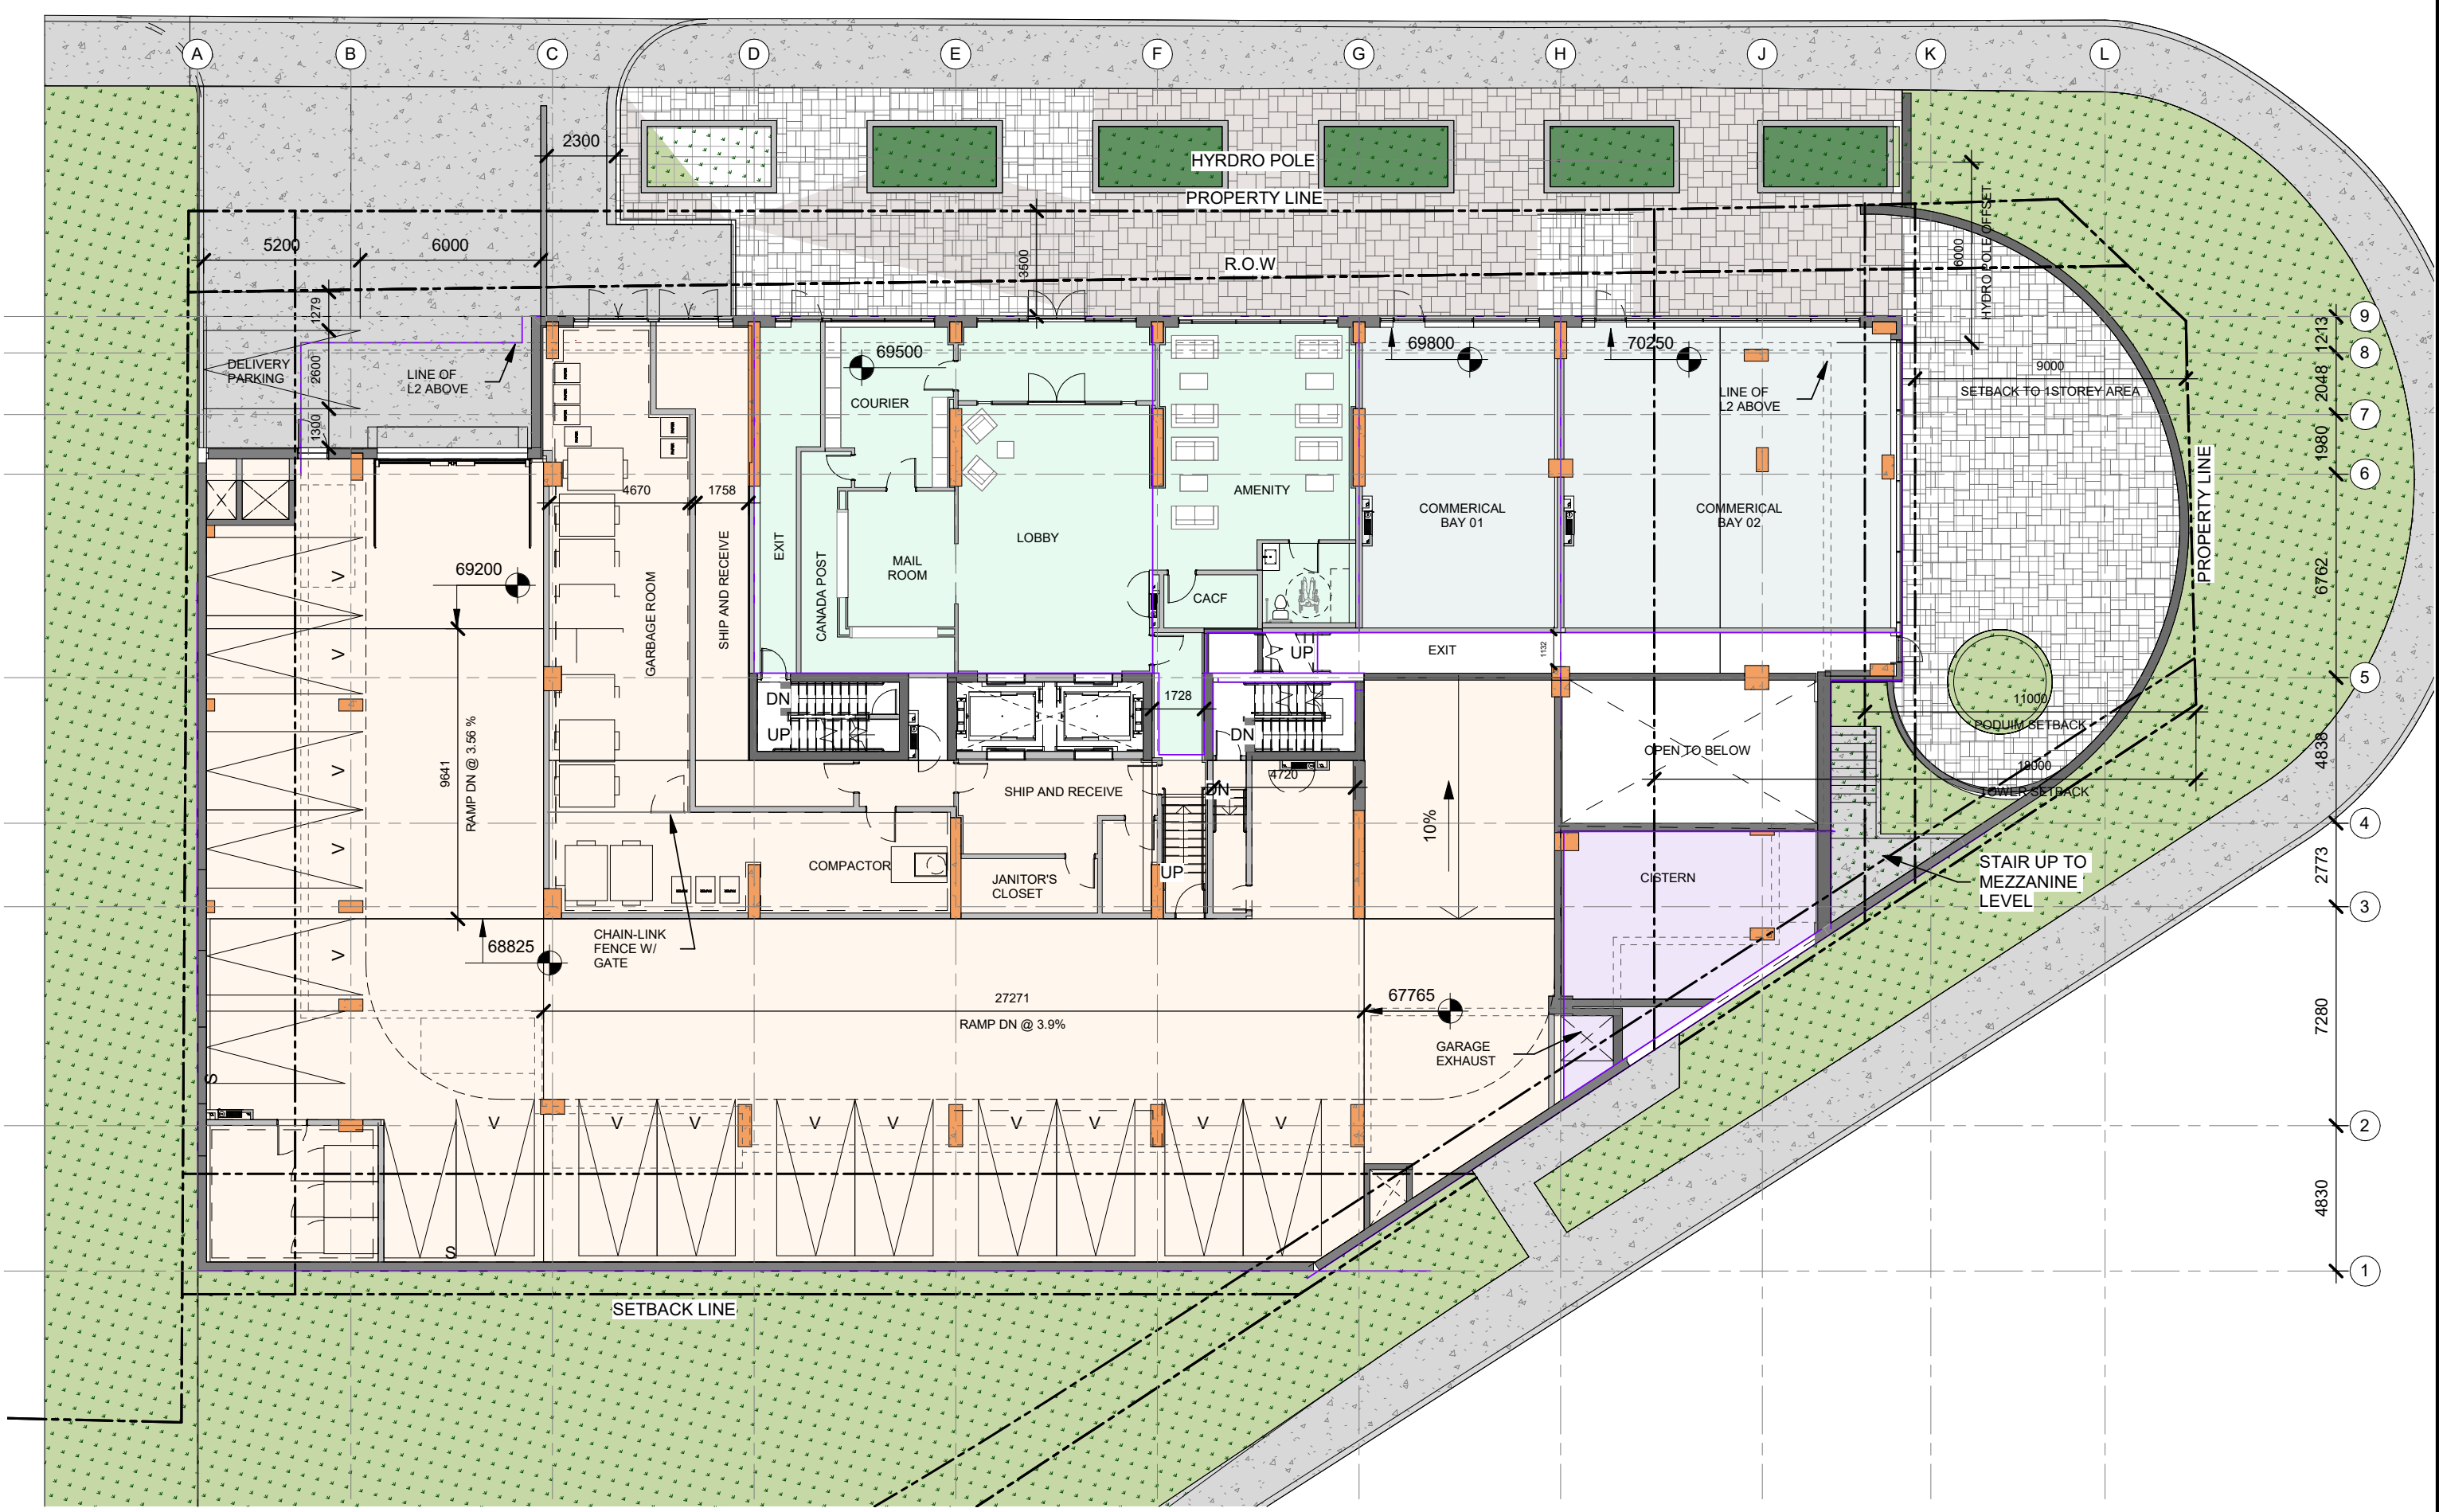 A
B
C
D
E
F
G
H
J
K
L
2300
HYRDRO POLE
PROPERTY LINE
5200
6000
3500
R.O.W
6000
HYDRO POLE OFFSET
1279
2600
1300
DELIVERY
PARKING
LINE OF
L2 ABOVE
69500
COURIER
69800
70250
LINE OF
L2 ABOVE
9000
SETBACK TO 1STOREY AREA
9
1213
8
2048
7
1980
6
6762
5
4838
4
2773
3
7280
2
4830
1
PROPERTY LINE
X
4670
1758
AMENITY
COMMERICAL
BAY 01
COMMERICAL
BAY 02
EXIT
CANADA POST
MAIL
ROOM
LOBBY
SHIP AND RECEIVE
GARBAGE ROOM
69200
CACF
V
V
V
V
V
UP
EXIT
1132
DN
UP
1728
DN
11000
PODUIM SETBACK
OPEN TO BELOW
18000
TOWER SETBACK
9641
RAMP DN @ 3.56 %
SHIP AND RECEIVE
4720
DN
10%
COMPACTOR
JANITOR'S
CLOSET
UP
CISTERN
STAIR UP TO
MEZZANINE
LEVEL
68825
CHAIN-LINK
FENCE W/
GATE
27271
RAMP DN @ 3.9%
67765
GARAGE
EXHAUST
S
V
V
V
V
V
V
V
V
V
S
SETBACK LINE